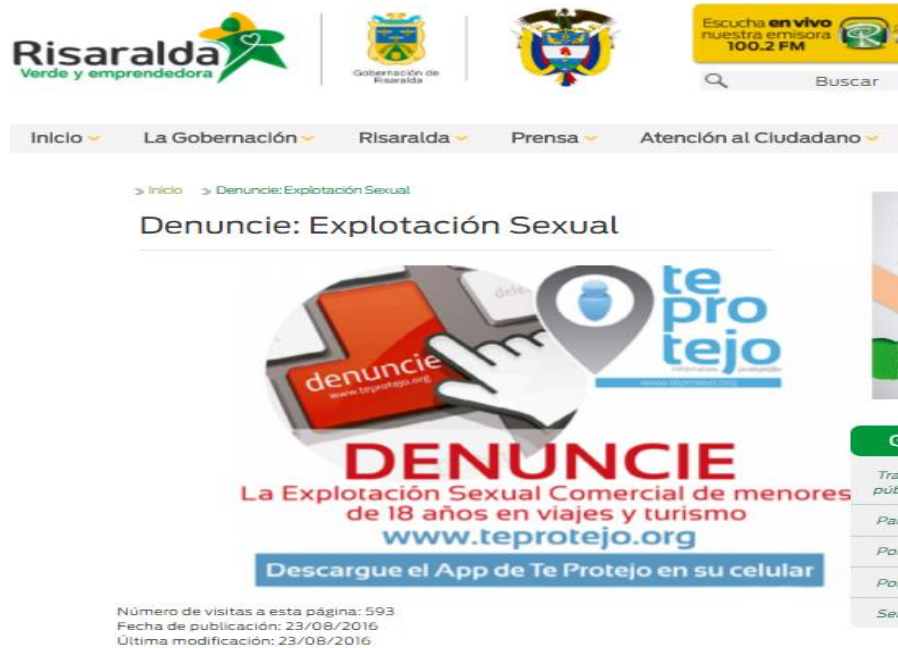 Risaralda
Verde y emprendedora
Gobernación de
Risaralda
Escucha en vivo
nuestra emisora
100.2 FM
Buscar
Inicio
La Gobernación
Risaralda
Prensa
Atención al Ciudadano
Inicio
Denuncie: Explotación Sexual
Denuncie: Explotación Sexual
denuncie
www.teprotejo.org
te
pro
tejo
www.teprotejo.org
DENUNCIE
La Explotación Sexual Comercial de menores
de 18 años en viajes y turismo
www.teprotejo.org
Descargue el App de Te Protejo en su celular
Número de visitas a esta página: 593
Fecha de publicación: 23/08/2016
Última modificación: 23/08/2016